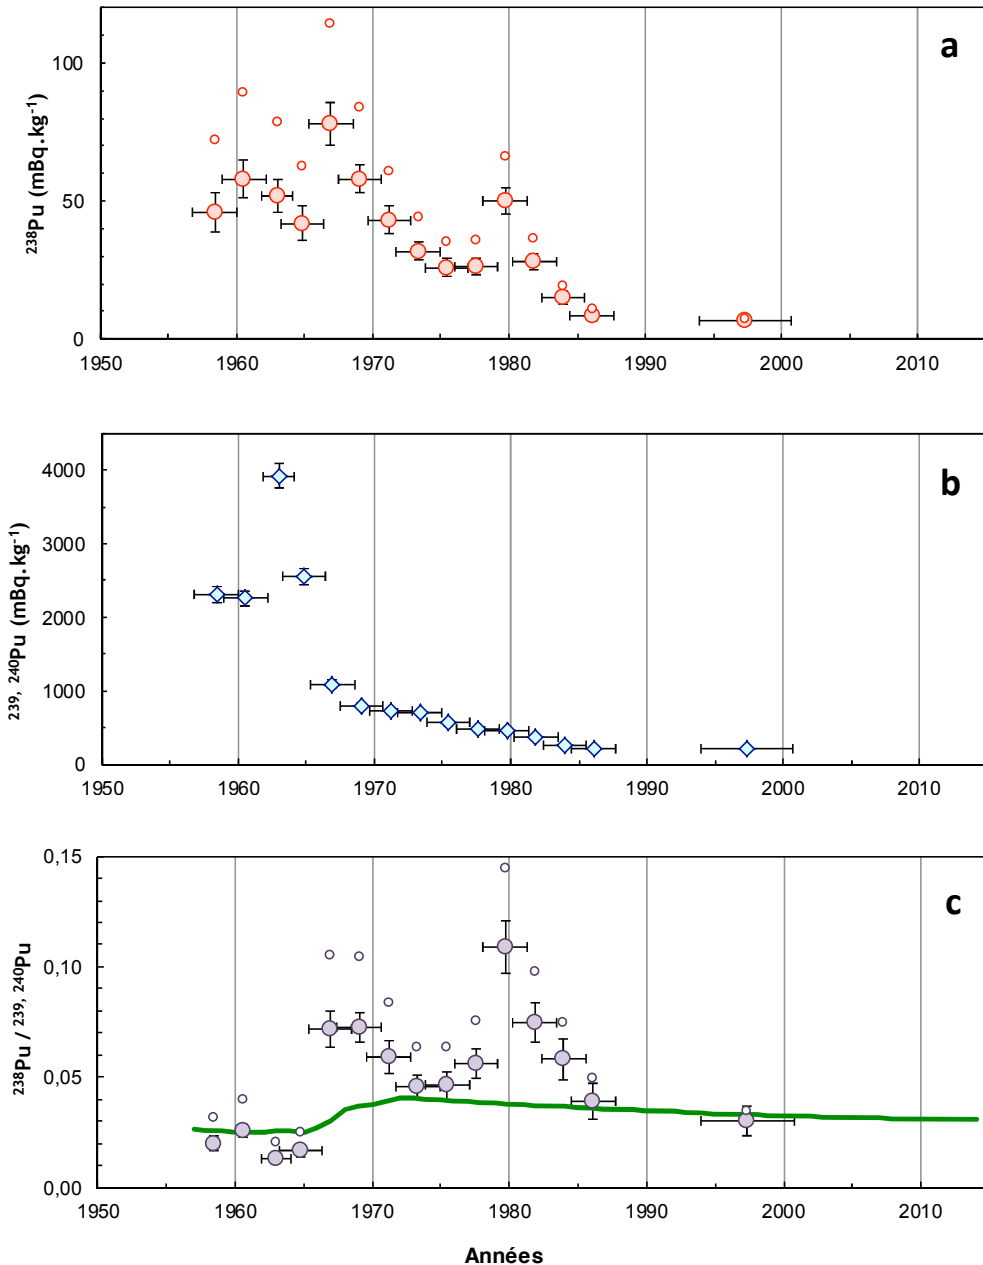 a
²³⁸Pu (mBq.kg⁻¹)
100
50
0
1950 1960 1970 1980 1990 2000 2010
b
²³⁹, ²⁴⁰Pu (mBq.kg⁻¹)
4000
3000
2000
1000
0
1950 1960 1970 1980 1990 2000 2010
c
²³⁸Pu / ²³⁹, ²⁴⁰Pu
0,15
0,10
0,05
0,00
1950 1960 1970 1980 1990 2000 2010
Années